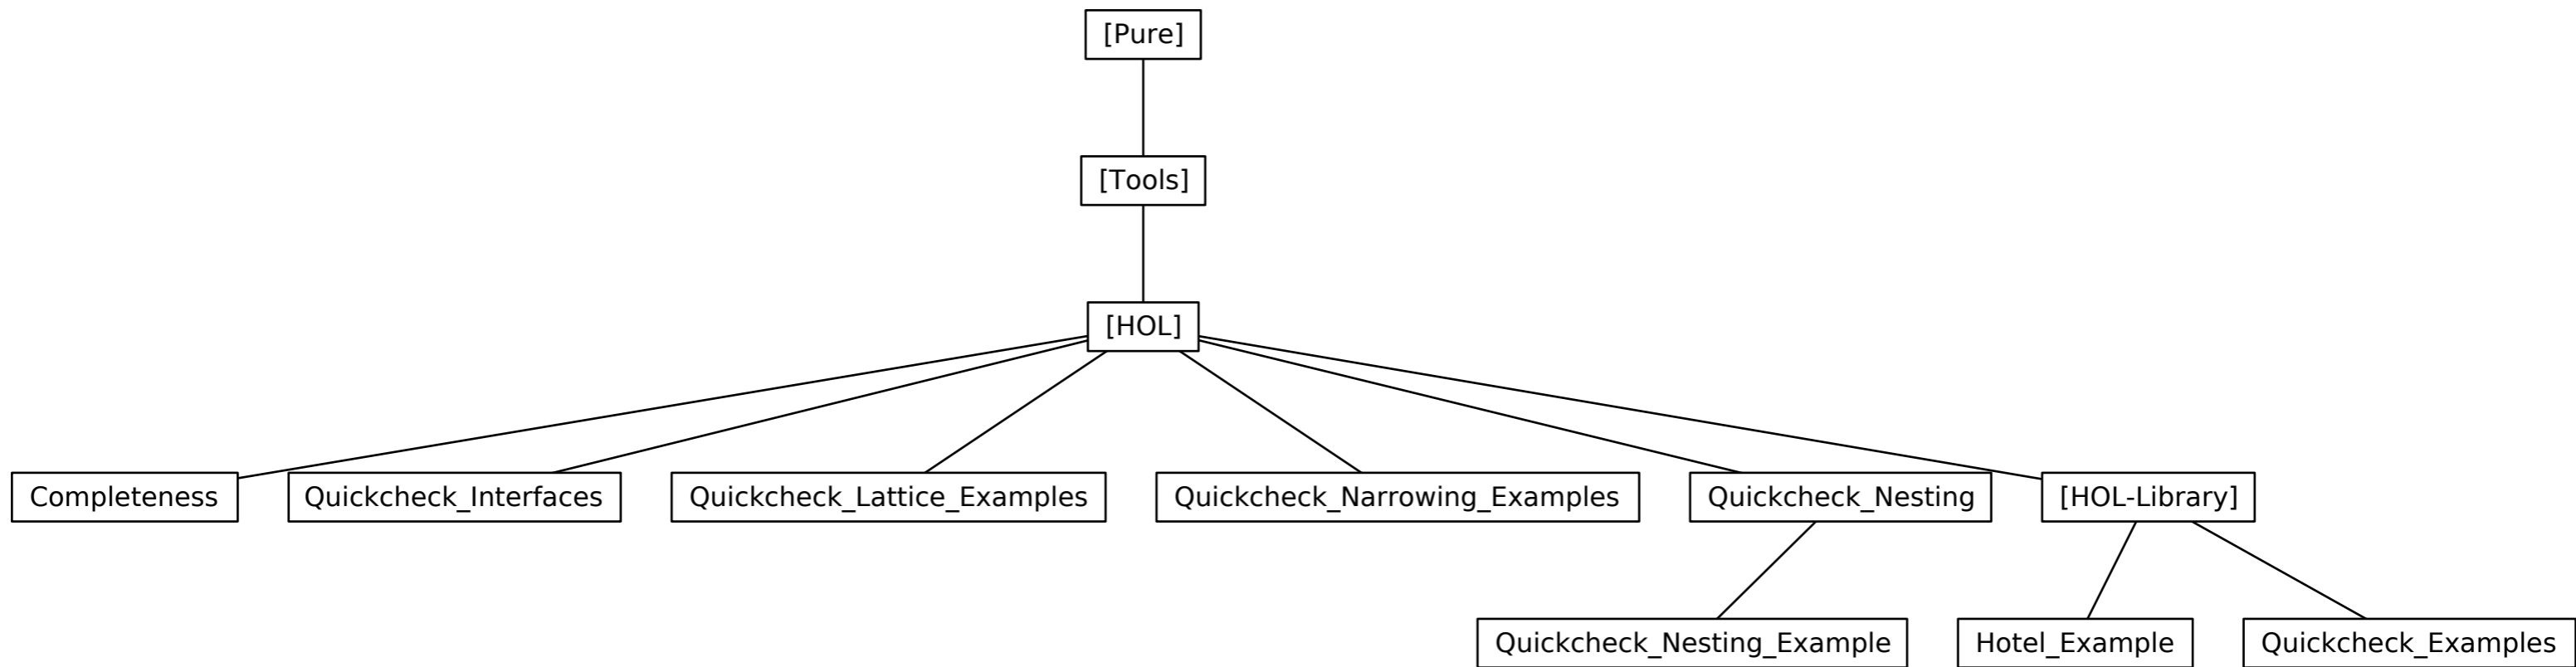 [Pure]
[Tools]
[HOL]
Completeness
Quickcheck_Interfaces
Quickcheck_Lattice_Examples
Quickcheck_Narrowing_Examples
Quickcheck_Nesting
[HOL-Library]
Quickcheck_Nesting_Example
Hotel_Example
Quickcheck_Examples